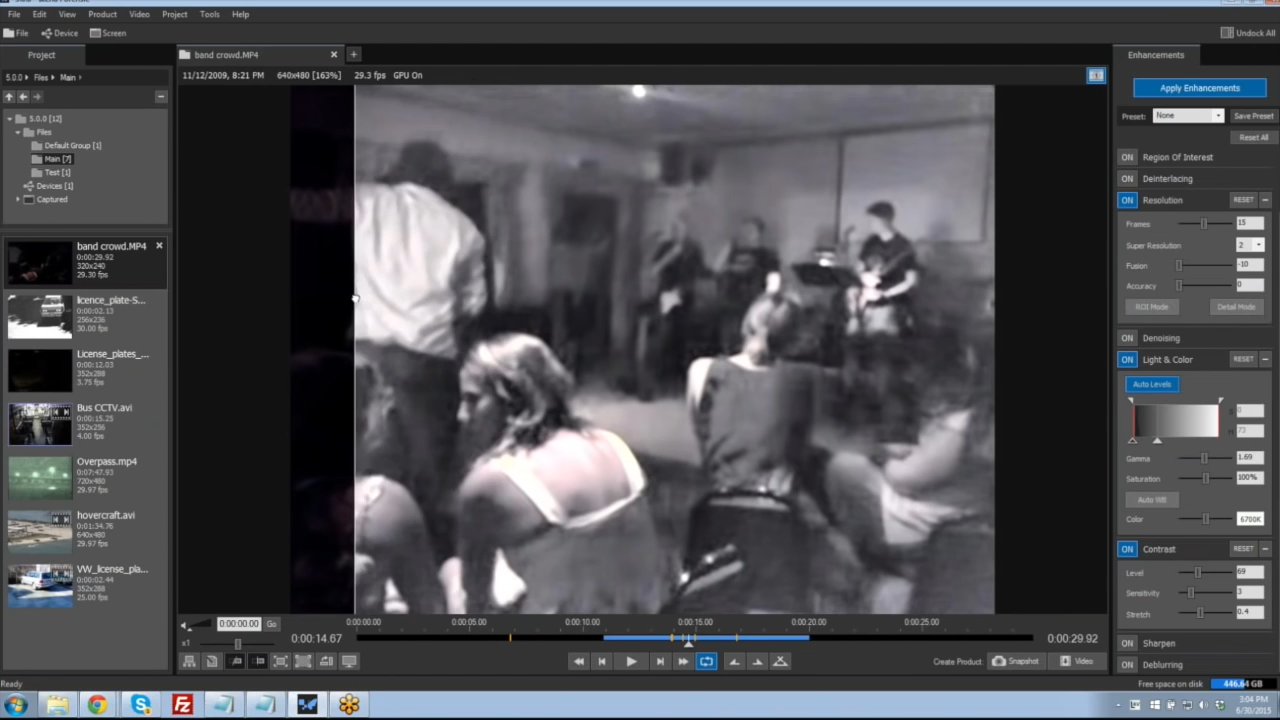 File Edit View Product Video Project Tools Help
File Device Screen Undock All
Project
band crowd.MP4
Enhancements
5.0.0 Files Main
11/12/2009, 8:21 PM 640x480 [163%] 29.3 fps GPU On
Apply Enhancements
Preset: None Save Preset
Reset All
5.0.0 [12]
Files
Default Group [1]
Main [7]
Test [1]
Devices [1]
Captured
band crowd.MP4
0:00:29.92
320x240
29.30 fps
licence_plate-S...
0:00:02.13
256x236
30.00 fps
License_plates_...
0:00:12.03
352x288
3.75 fps
Bus CCTV.avi
0:00:15.25
352x256
4.00 fps
Overpass.mp4
0:07:47.93
720x480
29.97 fps
hovercraft.avi
0:01:34.76
640x480
29.97 fps
VW_license_pla...
0:00:02.44
352x288
25.00 fps
ON Region Of Interest
ON Deinterlacing
ON Resolution RESET
Frames 15
Super Resolution 2
Fusion -10
Accuracy 0
ROI Mode Detail Mode
ON Denoising
ON Light & Color RESET
Auto Levels
0
73
Gamma 1.69
Saturation 100%
Auto WB
Color 6700K
ON Contrast RESET
Level 69
Sensitivity 3
Stretch 0.4
ON Sharpen
ON Deblurring
0:00:00.00 Go
0:00:00.00 0:00:05.00 0:00:10.00 0:00:15.00 0:00:20.00 0:00:25.00
x1
0:00:14.67
0:00:29.92
Create Product: Snapshot Video
Ready
Free space on disk 446.64 GB
3:04 PM
6/30/2015